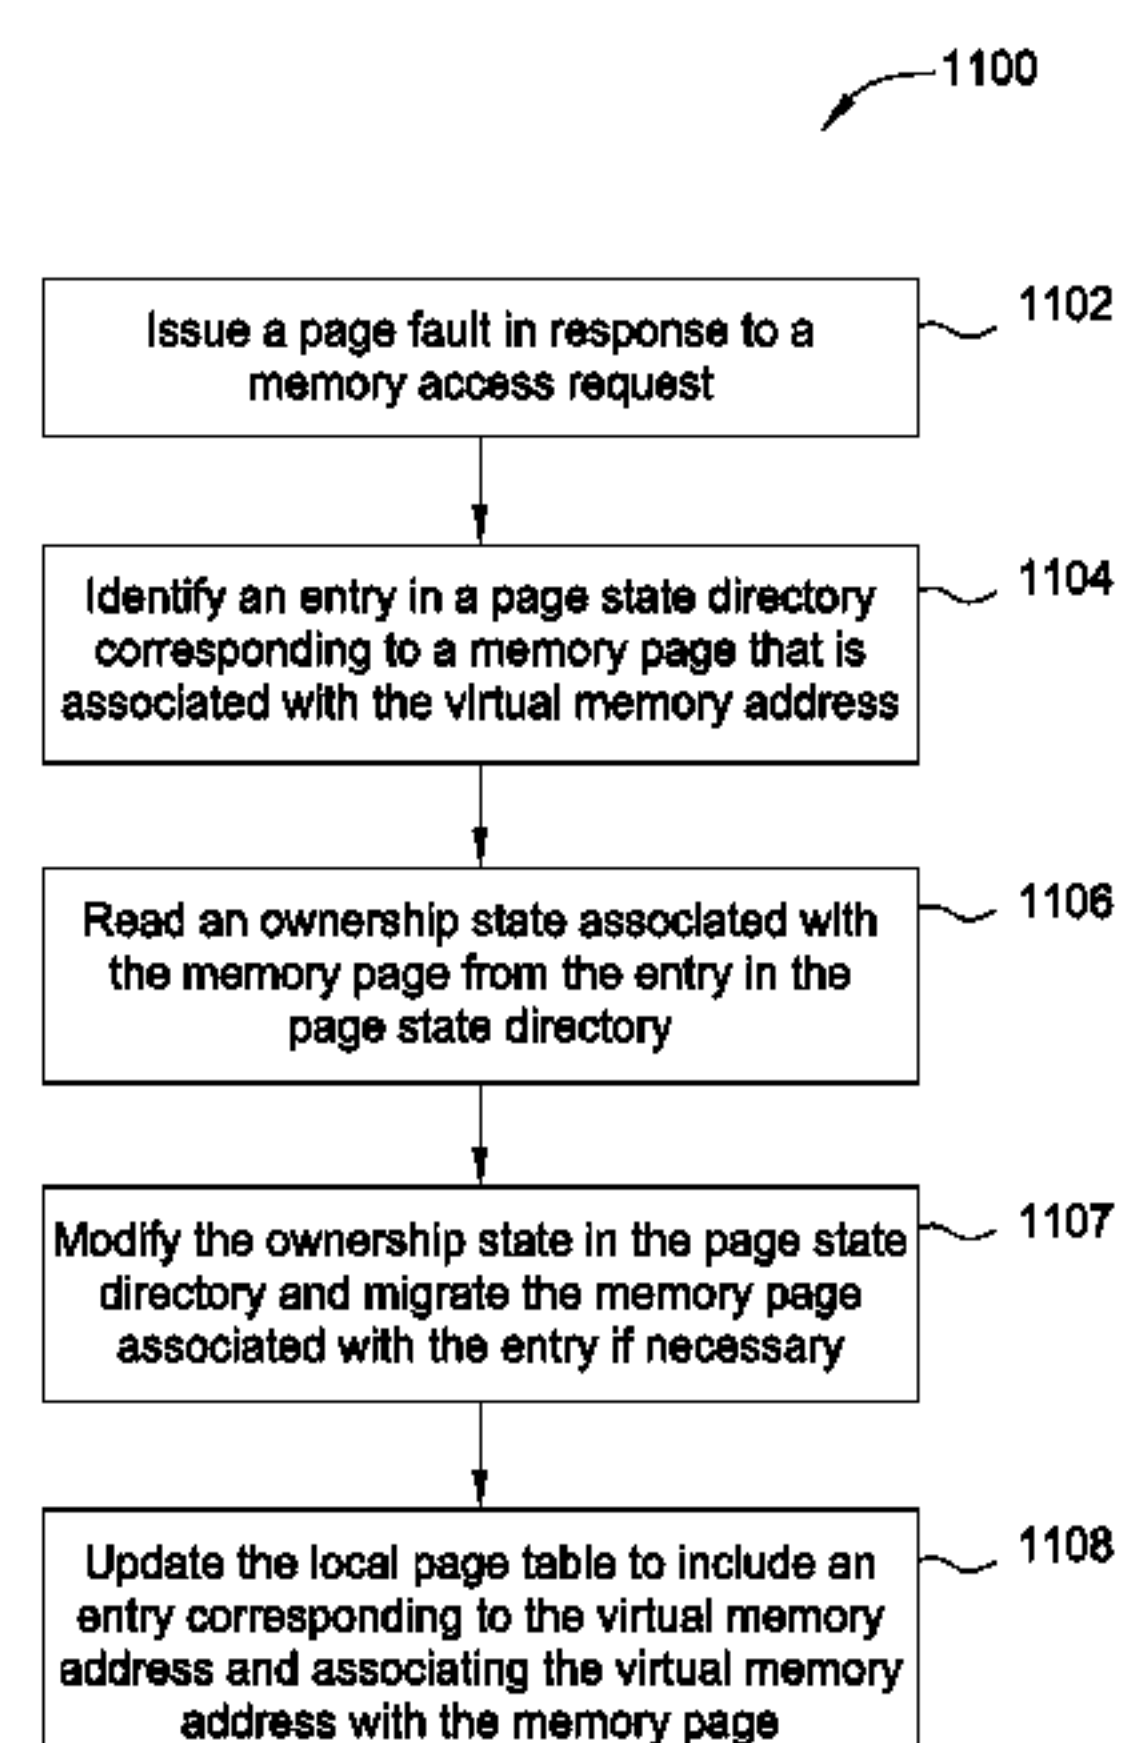 1100
Issue a page fault in response to a
memory access request
1102
Identify an entry in a page state directory
corresponding to a memory page that is
associated with the virtual memory address
1104
Read an ownership state associated with
the memory page from the entry in the
page state directory
1106
Modify the ownership state in the page state
directory and migrate the memory page
associated with the entry if necessary
1107
Update the local page table to include an
entry corresponding to the virtual memory
address and associating the virtual memory
address with the memory page
1108